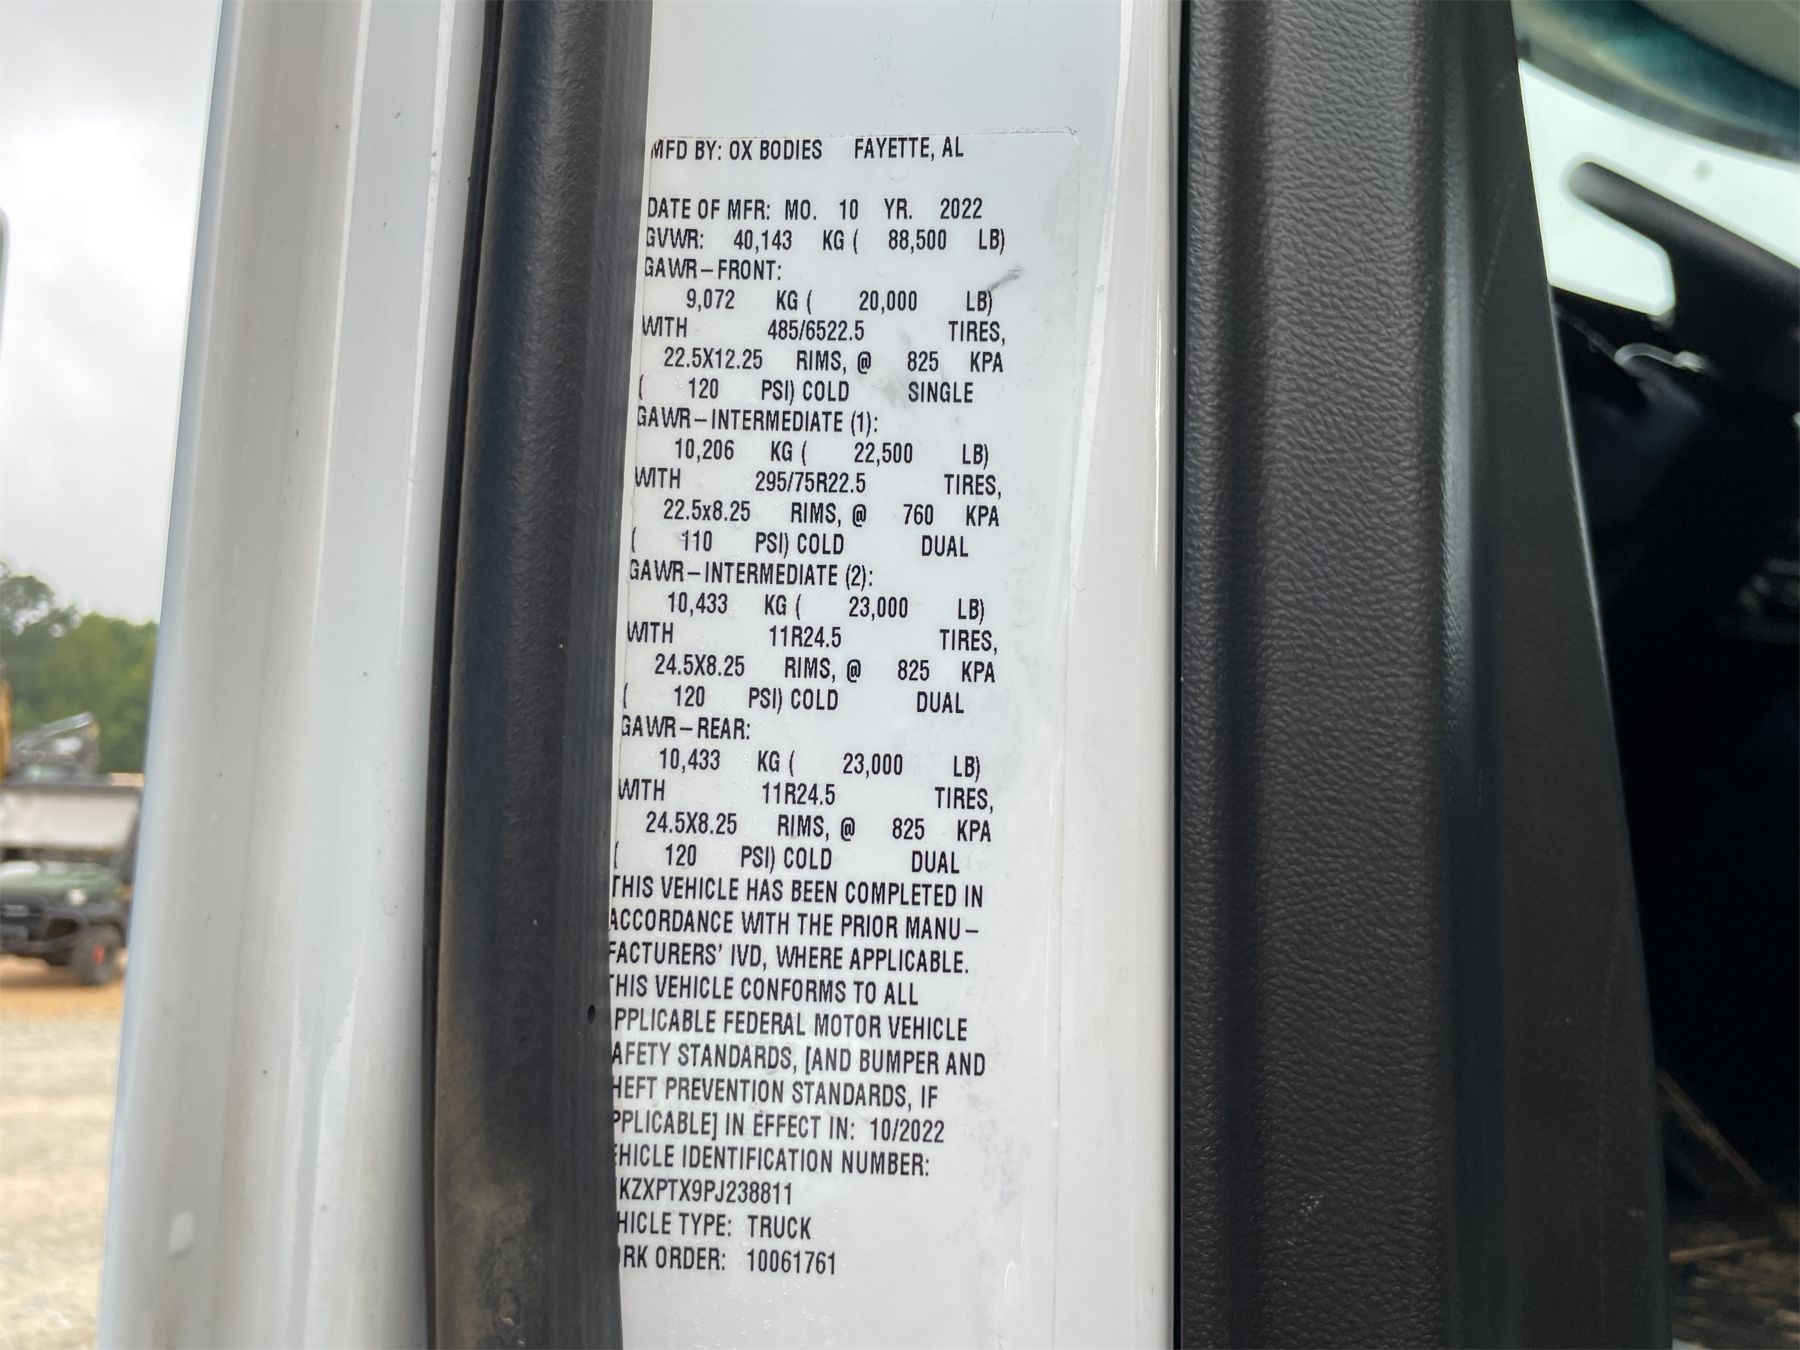 MFD BY: OX BODIES FAYETTE, AL
DATE OF MFR: MO. 10 YR. 2022
GVWR: 40,143 KG ( 88,500 LB)
GAWR-FRONT:
9,072 KG ( 20,000 LB)
WITH 485/6522.5 TIRES,
22.5X12.25 RIMS, @ 825 KPA
( 120 PSI) COLD SINGLE
GAWR-INTERMEDIATE (1):
10,206 KG ( 22,500 LB)
WITH 295/75R22.5 TIRES,
22.5x8.25 RIMS, @ 760 KPA
( 110 PSI) COLD DUAL
GAWR-INTERMEDIATE (2):
10,433 KG ( 23,000 LB)
WITH 11R24.5 TIRES,
24.5X8.25 RIMS, @ 825 KPA
( 120 PSI) COLD DUAL
GAWR-REAR:
10,433 KG ( 23,000 LB)
WITH 11R24.5 TIRES,
24.5X8.25 RIMS, @ 825 KPA
( 120 PSI) COLD DUAL
THIS VEHICLE HAS BEEN COMPLETED IN
ACCORDANCE WITH THE PRIOR MANU-
FACTURERS' IVD, WHERE APPLICABLE.
THIS VEHICLE CONFORMS TO ALL
PPLICABLE FEDERAL MOTOR VEHICLE
AFETY STANDARDS, [AND BUMPER AND
HEFT PREVENTION STANDARDS, IF
PPLICABLE] IN EFFECT IN: 10/2022
EHICLE IDENTIFICATION NUMBER:
KZXPTX9PJ238811
HICLE TYPE: TRUCK
RK ORDER: 10061761